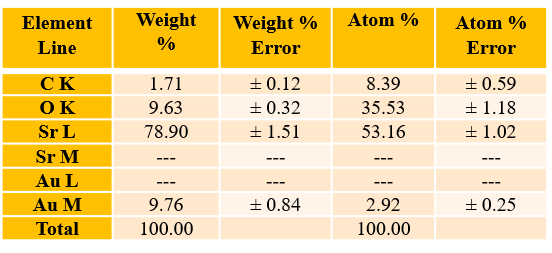 Element Line Weight % Weight % Error Atom % Atom % Error
C K 1.71 ± 0.12 8.39 ± 0.59
O K 9.63 ± 0.32 35.53 ± 1.18
Sr L 78.90 ± 1.51 53.16 ± 1.02
Sr M --- --- --- ---
Au L --- --- --- ---
Au M 9.76 ± 0.84 2.92 ± 0.25
Total 100.00 100.00